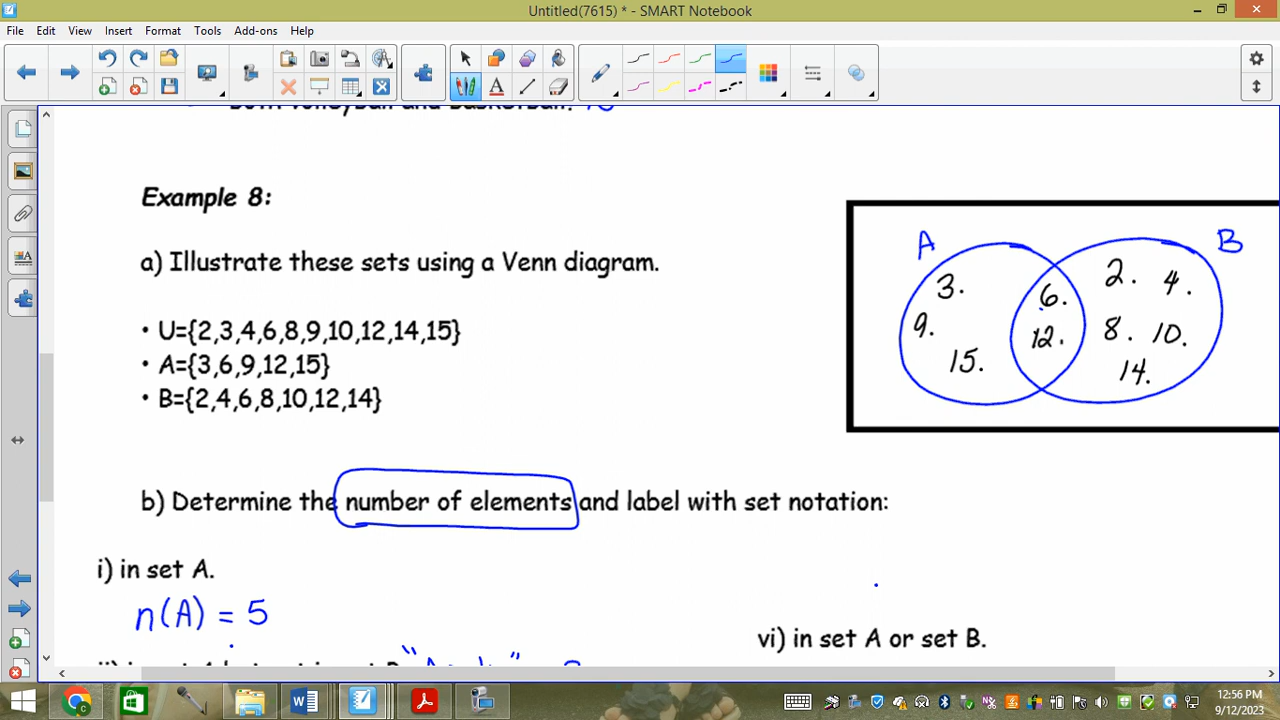 Untitled(7615) * - SMART Notebook
File Edit View Insert Format Tools Add-ons Help
both volleyball and basketball.
Example 8:
a) Illustrate these sets using a Venn diagram.
• U={2,3,4,6,8,9,10,12,14,15}
• A={3,6,9,12,15}
• B={2,4,6,8,10,12,14}
A B
3. 6. 2. 4.
9. 12. 8. 10.
15. 14.
b) Determine the number of elements and label with set notation:
i) in set A.
n(A) = 5
vi) in set A or set B.
12:56 PM
9/12/2023